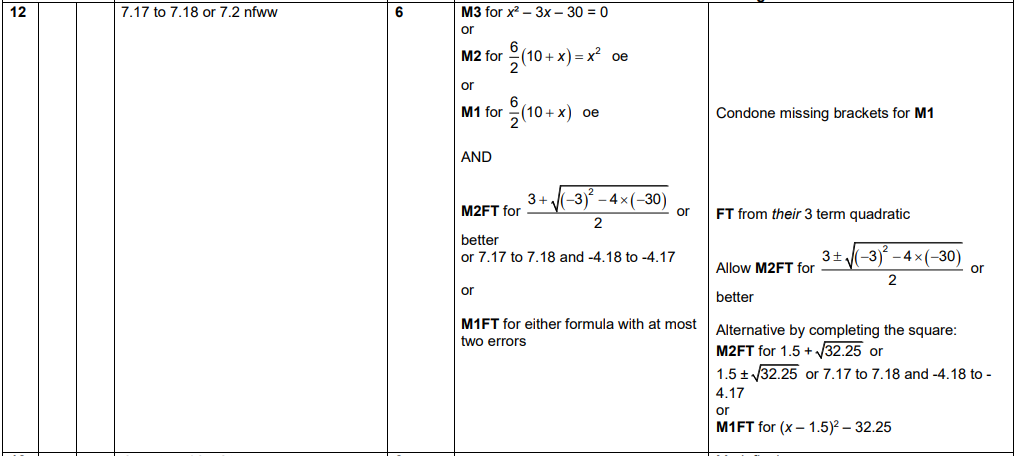 12 7.17 to 7.18 or 7.2 nfww 6 M3 for x² – 3x – 30 = 0
or
M2 for 6/2 (10 + x) = x² oe
or
M1 for 6/2 (10 + x) oe
Condone missing brackets for M1
AND
M2FT for (3 + √((–3)² – 4 × (–30)))/2 or
better
or 7.17 to 7.18 and -4.18 to -4.17
or
M1FT for either formula with at most
two errors
FT from their 3 term quadratic
Allow M2FT for (3 ± √((–3)² – 4 × (–30)))/2 or
better
Alternative by completing the square:
M2FT for 1.5 + √32.25 or
1.5 ± √32.25 or 7.17 to 7.18 and -4.18 to -
4.17
or
M1FT for (x – 1.5)² – 32.25